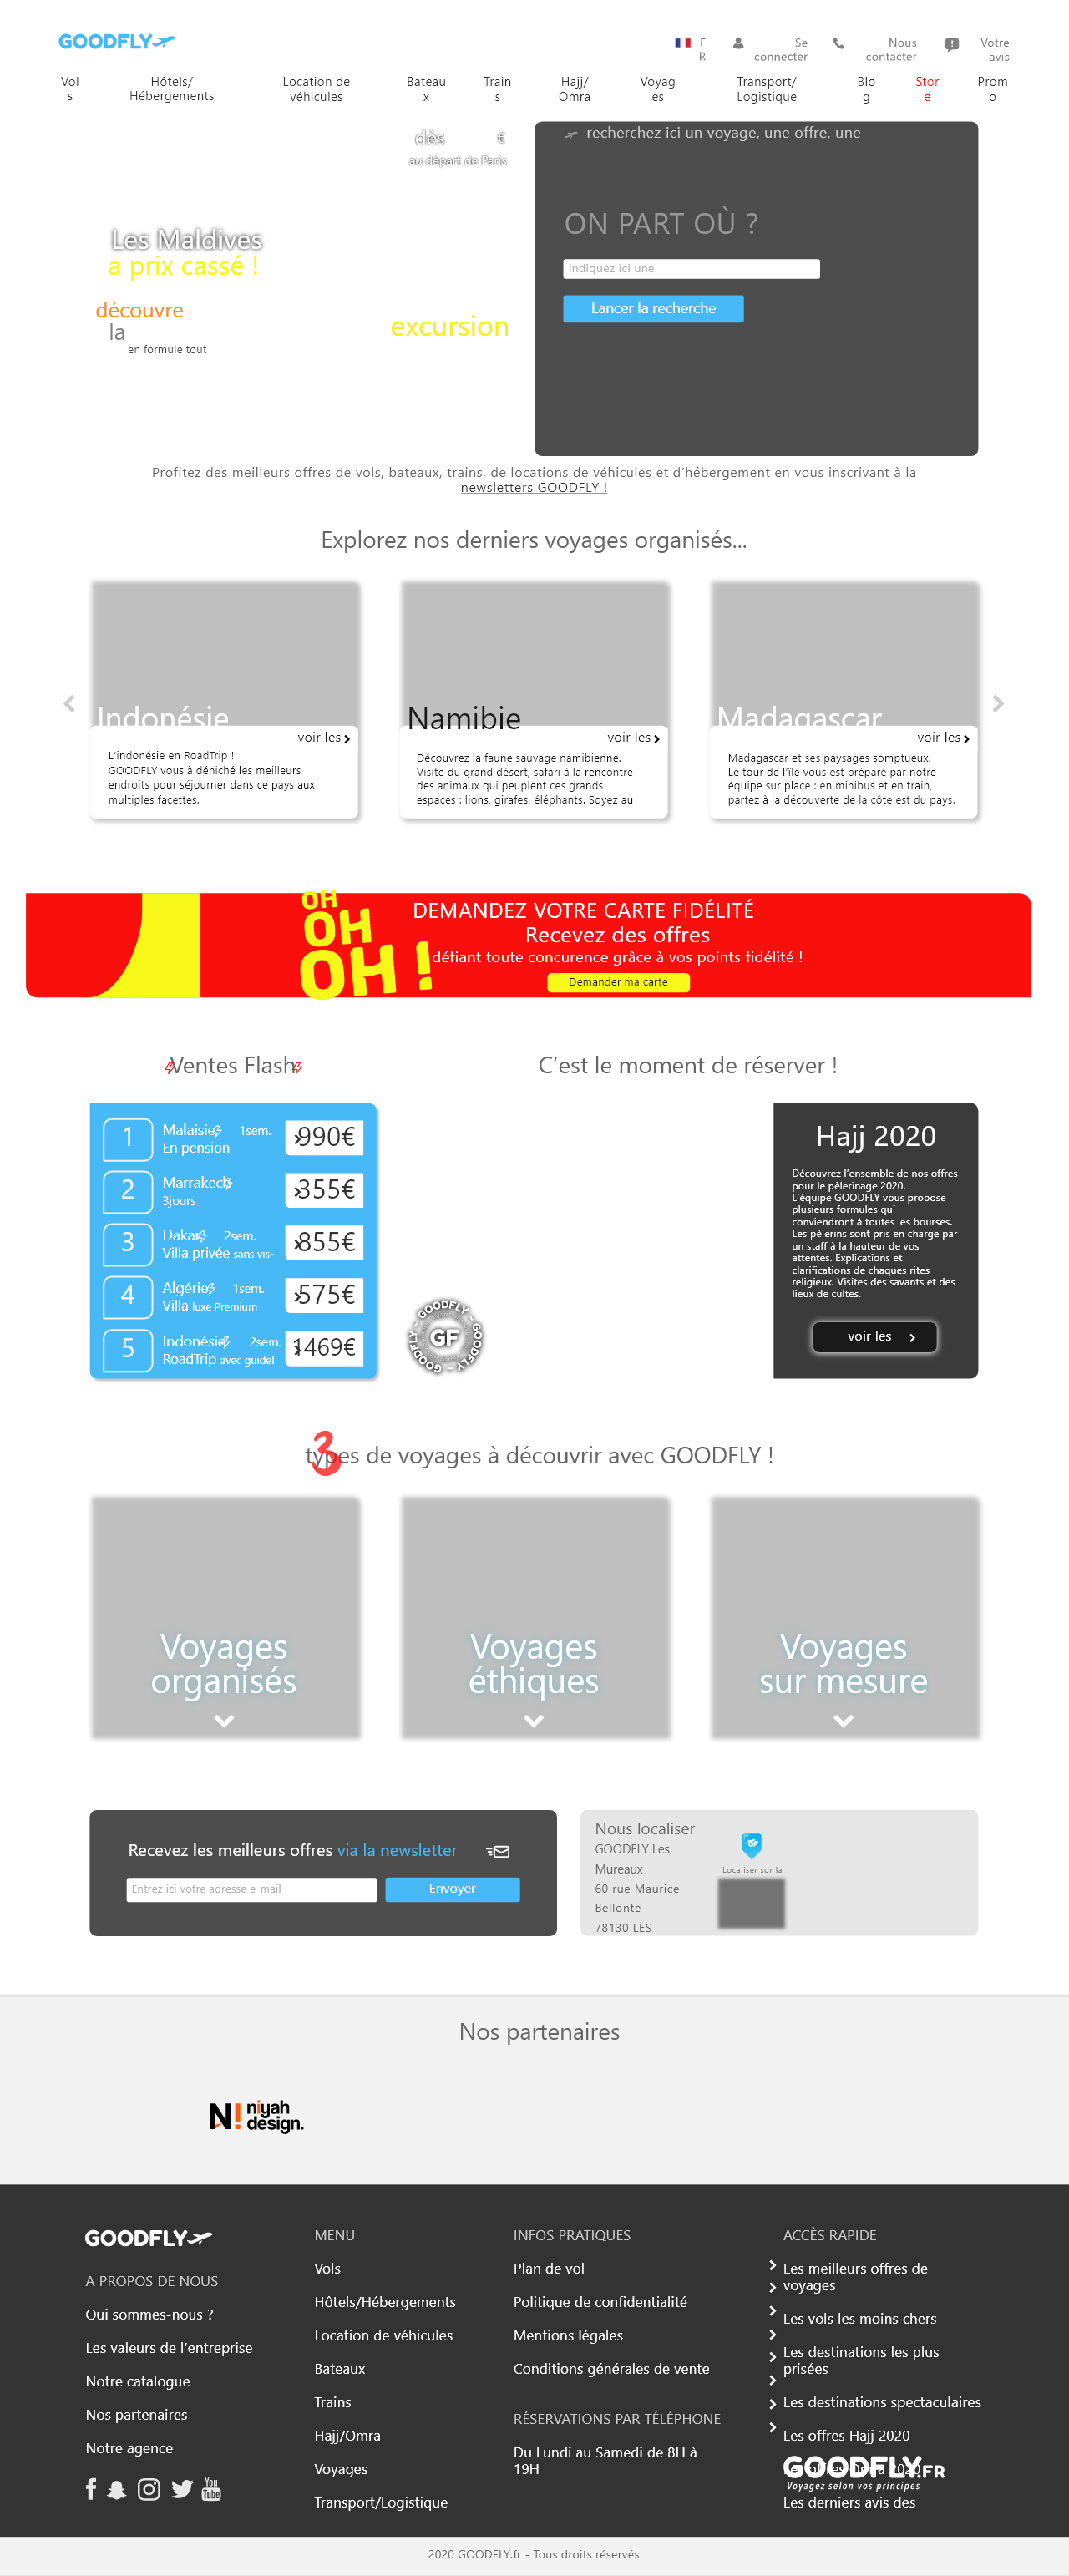 GOODFLY
FR
Se connecter
Nous contacter
Votre avis
Vols
Hôtels/
Hébergements
Location de
véhicules
Bateaux
Trains
Hajj/
Omra
Voyages
Transport/
Logistique
Blog
Store
Promo
dès €
au départ de Paris
Les Maldives
a prix cassé !
découvre
la
en formule tout
excursion
recherchez ici un voyage, une offre, une
ON PART OÙ ?
Indiquez ici une
Lancer la recherche
Profitez des meilleurs offres de vols, bateaux, trains, de locations de véhicules et d'hébergement en vous inscrivant à la
newsletters GOODFLY !
Explorez nos derniers voyages organisés...
Indonésie
voir les
L'indonésie en RoadTrip !
GOODFLY vous à déniché les meilleurs
endroits pour séjourner dans ce pays aux
multiples facettes.
Namibie
voir les
Découvrez la faune sauvage namibienne.
Visite du grand désert, safari à la rencontre
des animaux qui peuplent ces grands
espaces : lions, girafes, éléphants. Soyez au
Madagascar
voir les
Madagascar et ses paysages somptueux.
Le tour de l'île vous est préparé par notre
équipe sur place : en minibus et en train,
partez à la découverte de la côte est du pays.
OH
OH
OH !
DEMANDEZ VOTRE CARTE FIDÉLITÉ
Recevez des offres
défiant toute concurence grâce à vos points fidélité !
Demander ma carte
Ventes Flash
C'est le moment de réserver !
1 Malaisie 1sem. 990€
En pension
2 Marrakech 355€
3jours
3 Dakar 2sem. 855€
Villa privée sans vis-
4 Algérie 1sem. 575€
Villa luxe Premium
5 Indonésie 2sem. 1469€
RoadTrip avec guide!
GOODFLY ~ GOODFLY ~ GOODFLY ~
GF
Hajj 2020
Découvrez l'ensemble de nos offres
pour le pèlerinage 2020.
L'équipe GOODFLY vous propose
plusieurs formules qui
conviendront à toutes les bourses.
Les pèlerins sont pris en charge par
un staff à la hauteur de vos
attentes. Explications et
clarifications de chaques rites
religieux. Visites des savants et des
lieux de cultes.
voir les
3
types de voyages à découvrir avec GOODFLY !
Voyages
organisés
Voyages
éthiques
Voyages
sur mesure
Recevez les meilleurs offres via la newsletter
Entrez ici votre adresse e-mail
Envoyer
Nous localiser
GOODFLY Les
Mureaux
60 rue Maurice
Bellonte
78130 LES
Localiser sur la
Nos partenaires
N! niyah
design.
GOODFLY
A PROPOS DE NOUS
Qui sommes-nous ?
Les valeurs de l'entreprise
Notre catalogue
Nos partenaires
Notre agence
You
Tube
MENU
Vols
Hôtels/Hébergements
Location de véhicules
Bateaux
Trains
Hajj/Omra
Voyages
Transport/Logistique
INFOS PRATIQUES
Plan de vol
Politique de confidentialité
Mentions légales
Conditions générales de vente
RÉSERVATIONS PAR TÉLÉPHONE
Du Lundi au Samedi de 8H à
19H
ACCÈS RAPIDE
Les meilleurs offres de
voyages
Les vols les moins chers
Les destinations les plus
prisées
Les destinations spectaculaires
Les offres Hajj 2020
Les offres Omra 2020
GOODFLY.FR
Voyagez selon vos principes
Les derniers avis des
2020 GOODFLY.fr - Tous droits réservés